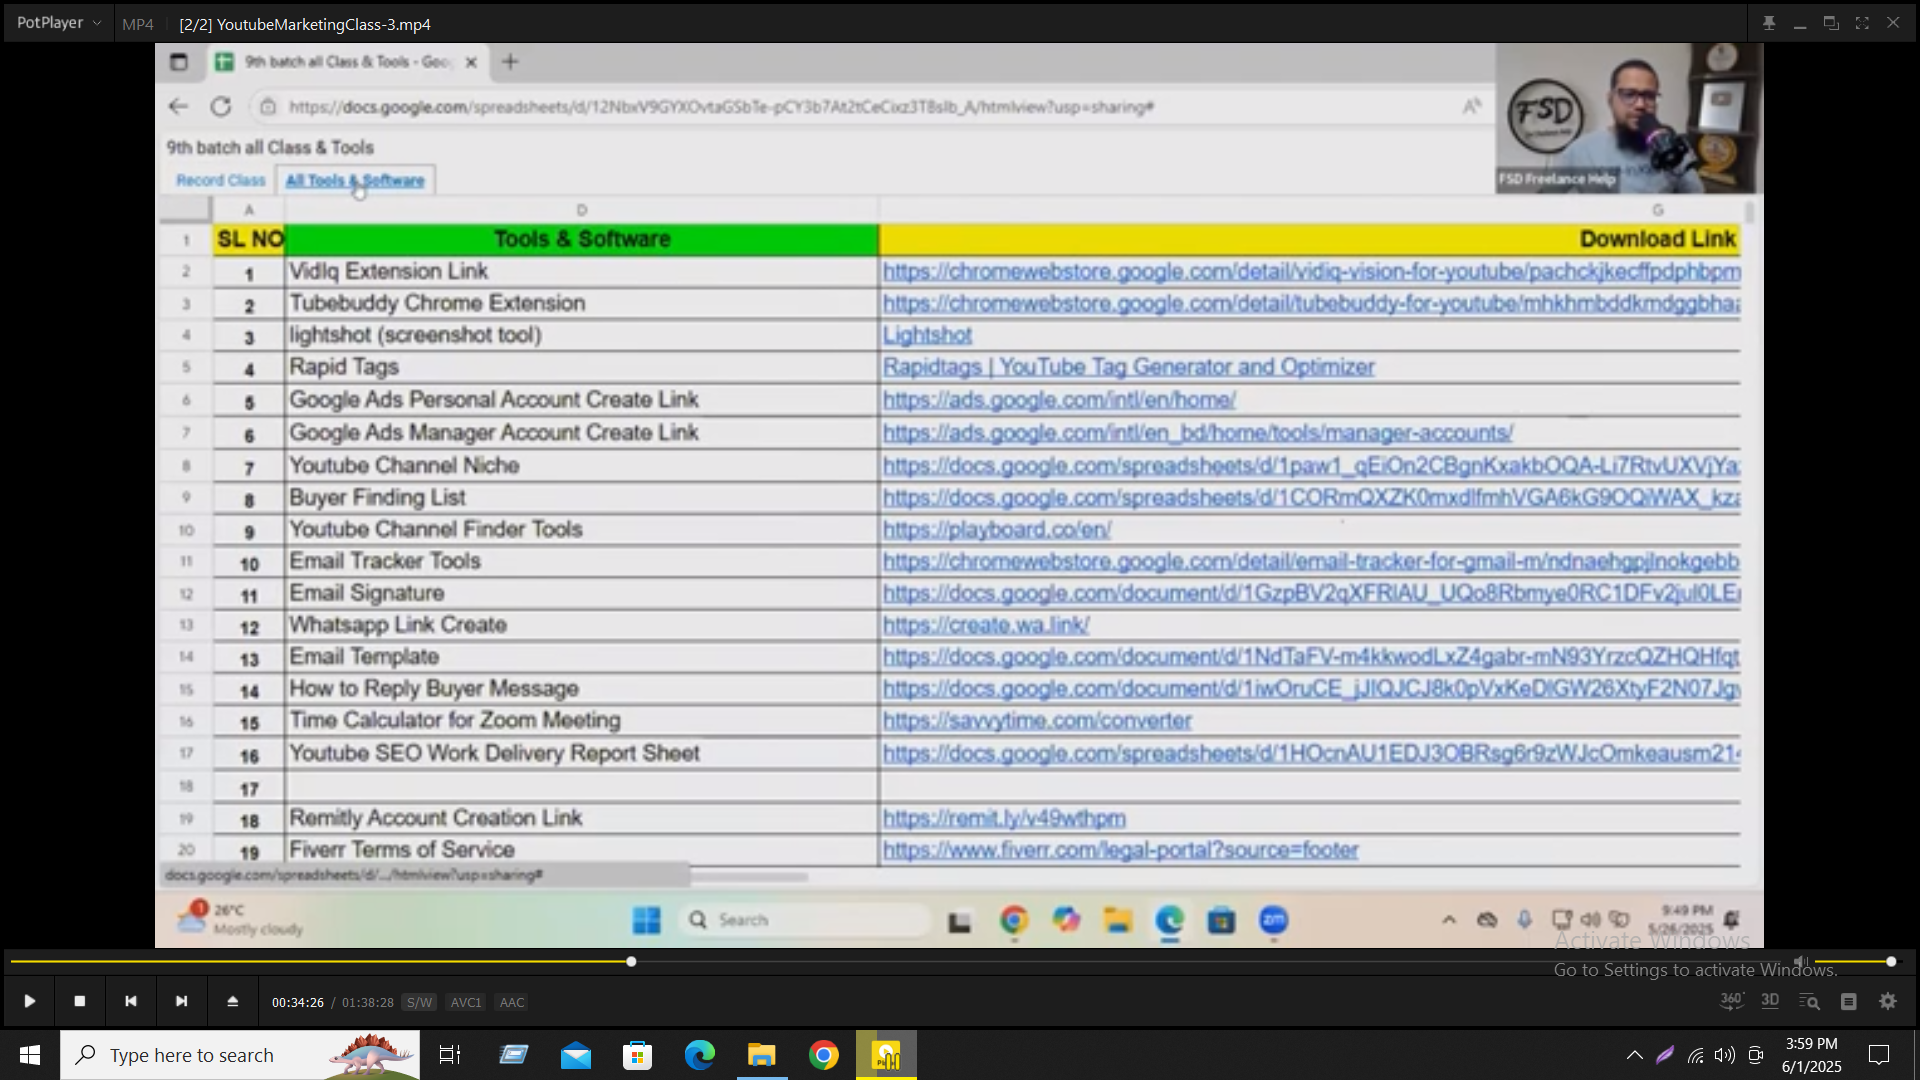 PotPlayer MP4 [2/2] YoutubeMarketingClass-3.mp4
9th batch all Class & Tools - Goo
https://docs.google.com/spreadsheets/d/12NbxV9GYXOvtaGSbTe-pCY3b7At2tCeCixz3T8sIb_A/htmlview?usp=sharing#
9th batch all Class & Tools
FSD
FSD Freelance Help
Record Class All Tools & Software
A D G
1 SL NO Tools & Software Download Link
2 1 VidIq Extension Link https://chromewebstore.google.com/detail/vidiq-vision-for-youtube/pachckjkecffpdphbpm
3 2 Tubebuddy Chrome Extension https://chromewebstore.google.com/detail/tubebuddy-for-youtube/mhkhmbddkmdggbhaa
4 3 lightshot (screenshot tool) Lightshot
5 4 Rapid Tags Rapidtags | YouTube Tag Generator and Optimizer
6 5 Google Ads Personal Account Create Link https://ads.google.com/intl/en/home/
7 6 Google Ads Manager Account Create Link https://ads.google.com/intl/en_bd/home/tools/manager-accounts/
8 7 Youtube Channel Niche https://docs.google.com/spreadsheets/d/1paw1_qEiOn2CBgnKxakbOQA-Li7RtvUXVjYa
9 8 Buyer Finding List https://docs.google.com/spreadsheets/d/1CORmQXZK0mxdlfmhVGA6kG9OQiWAX_kza
10 9 Youtube Channel Finder Tools https://playboard.co/en/
11 10 Email Tracker Tools https://chromewebstore.google.com/detail/email-tracker-for-gmail-m/ndnaehgpjlnokgebb
12 11 Email Signature https://docs.google.com/document/d/1GzpBV2qXFRlAU_UQo8Rbmye0RC1DFv2juI0LE
13 12 Whatsapp Link Create https://create.wa.link/
14 13 Email Template https://docs.google.com/document/d/1NdTaFV-m4kkwodLxZ4gabr-mN93YrzcQZHQHfqt
15 14 How to Reply Buyer Message https://docs.google.com/document/d/1iwOruCE_jJIQJCJ8k0pVxKeDlGW26XtyF2N07Jg
16 15 Time Calculator for Zoom Meeting https://savvytime.com/converter
17 16 Youtube SEO Work Delivery Report Sheet https://docs.google.com/spreadsheets/d/1HOcnAU1EDJ3OBRsg6r9zWJcOmkeausm21
18 17
19 18 Remitly Account Creation Link https://remit.ly/v49wthpm
20 19 Fiverr Terms of Service https://www.fiverr.com/legal-portal?source=footer
docs.google.com/spreadsheets/d/.../htmlview?usp=sharing#
1 26°C
Mostly cloudy
Search
zm
9:49 PM
5/26/2025
Activate Windows
Go to Settings to activate Windows.
00:34:26 / 01:38:28 S/W AVC1 AAC
360° 3D
Type here to search
3:59 PM
6/1/2025